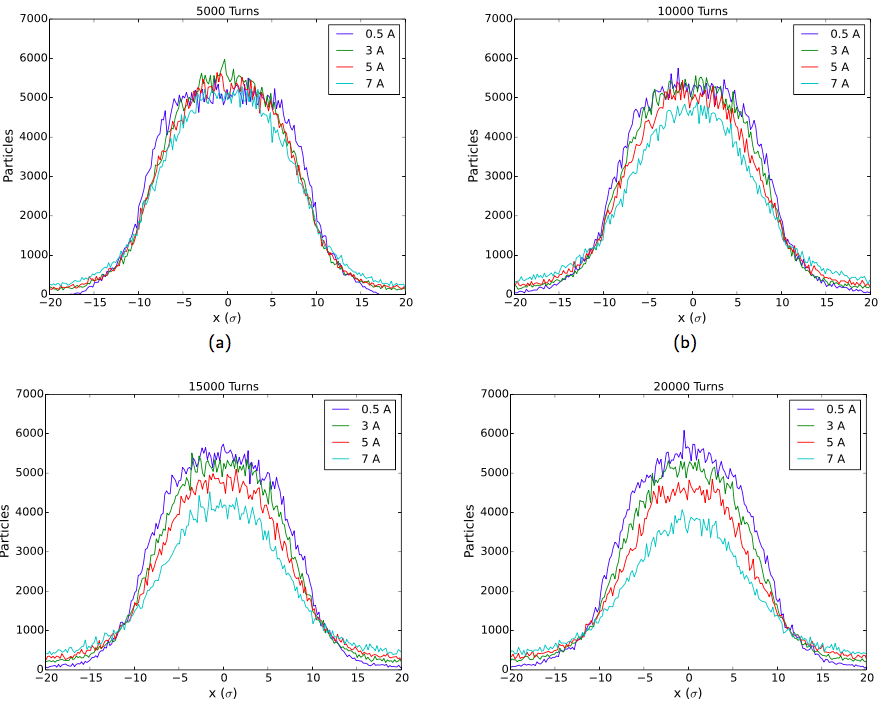 5000 Turns
7000
6000
5000
4000
3000
2000
1000
0
Particles
0.5 A
3 A
5 A
7 A
−20 −15 −10 −5 0 5 10 15 20
x (σ)
(a)
10000 Turns
7000
6000
5000
4000
3000
2000
1000
0
Particles
0.5 A
3 A
5 A
7 A
−20 −15 −10 −5 0 5 10 15 20
x (σ)
(b)
15000 Turns
7000
6000
5000
4000
3000
2000
1000
0
Particles
0.5 A
3 A
5 A
7 A
−20 −15 −10 −5 0 5 10 15 20
x (σ)
20000 Turns
7000
6000
5000
4000
3000
2000
1000
0
Particles
0.5 A
3 A
5 A
7 A
−20 −15 −10 −5 0 5 10 15 20
x (σ)